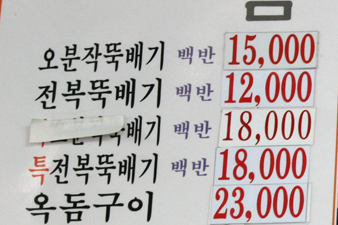 오분작뚝배기 백반 15,000
전복뚝배기 백반 12,000
뚝배기 백반 18,000
특전복뚝배기 백반 18,000
옥돔구이 23,000